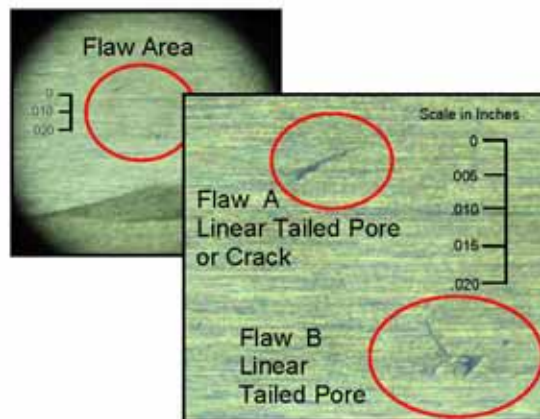 Flaw Area
0
.010
.020
Scale in Inches
0
.005
.010
.015
.020
Flaw A
Linear Tailed Pore
or Crack
Flaw B
Linear
Tailed Pore